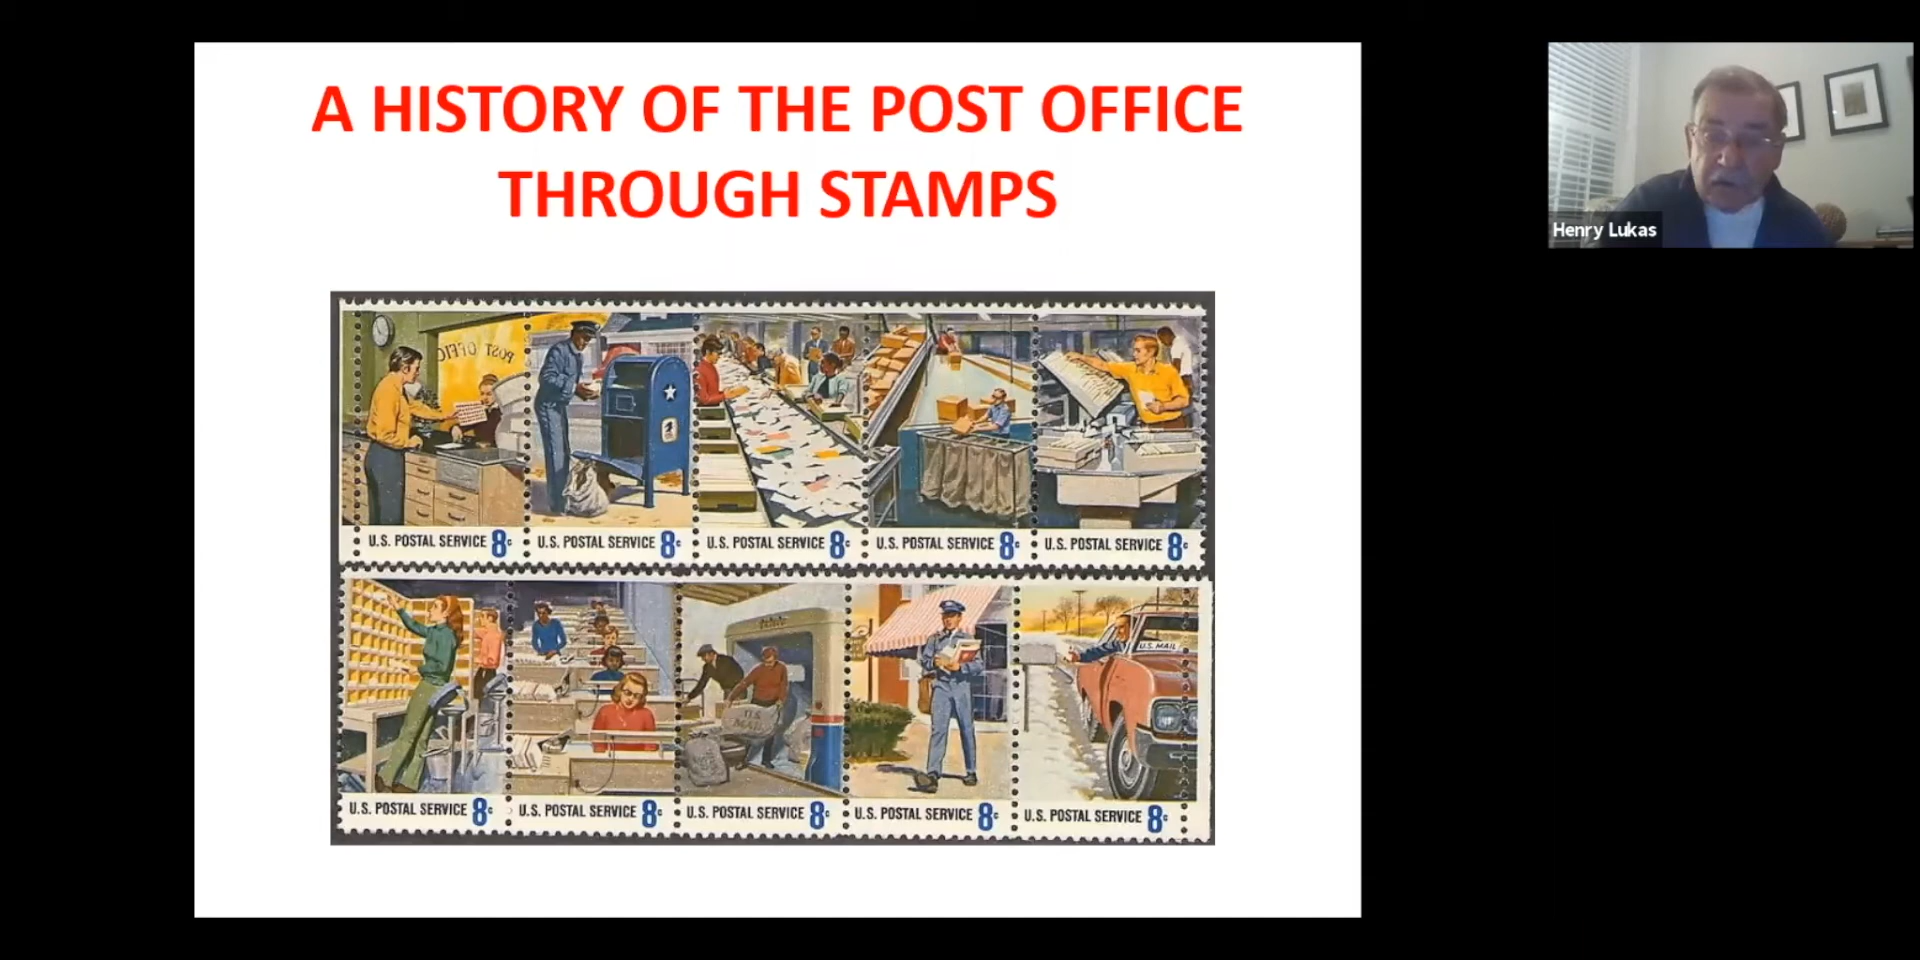 A HISTORY OF THE POST OFFICE
THROUGH STAMPS
Henry Lukas
POST OFFIC
U.S. POSTAL SERVICE 8c
U.S. POSTAL SERVICE 8c
U.S. POSTAL SERVICE 8c
U.S. POSTAL SERVICE 8c
U.S. POSTAL SERVICE 8c
U.S. MAIL
U.S.
MAIL
U.S. POSTAL SERVICE 8c
U.S. POSTAL SERVICE 8c
U.S. POSTAL SERVICE 8c
U.S. POSTAL SERVICE 8c
U.S. POSTAL SERVICE 8c